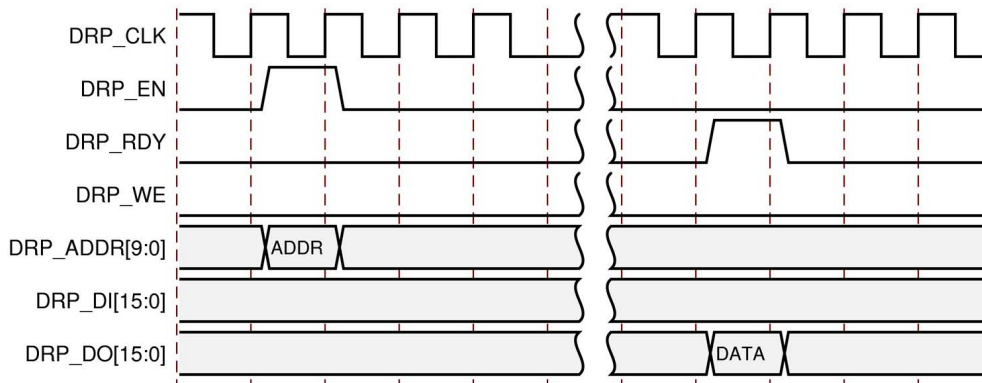 DRP_CLK
DRP_EN
DRP_RDY
DRP_WE
DRP_ADDR[9:0] ADDR
DRP_DI[15:0]
DRP_DO[15:0] DATA